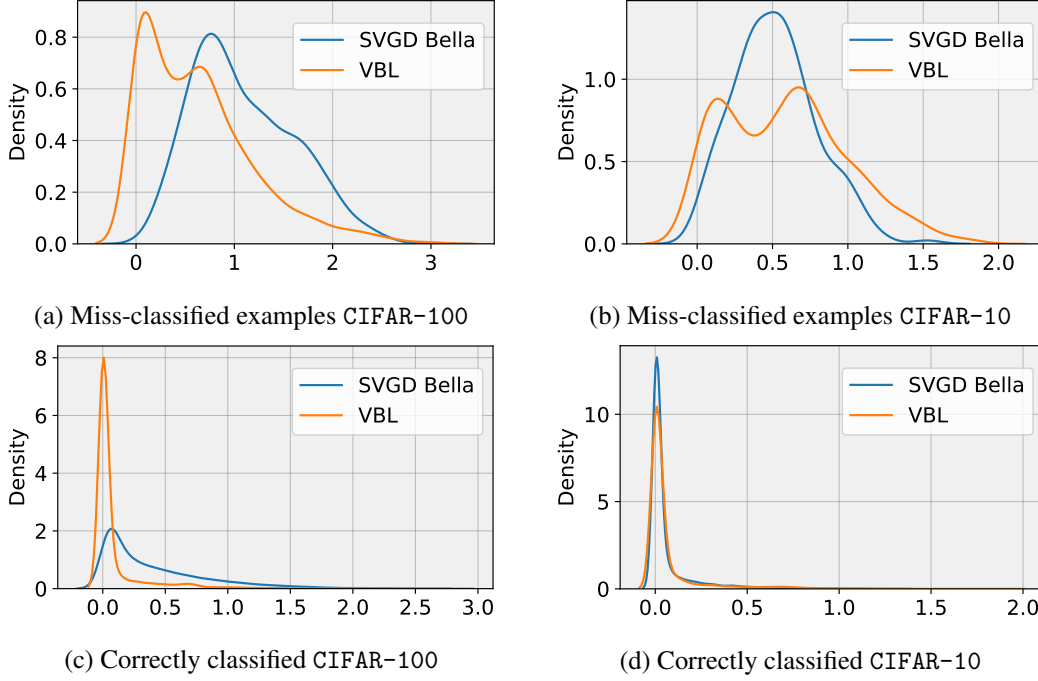 0.8
0.6
0.4
0.2
0.0
Density
0
1
2
3
SVGD Bella
VBL
(a) Miss-classified examples CIFAR-100
1.0
0.5
0.0
Density
0.0
0.5
1.0
1.5
2.0
SVGD Bella
VBL
(b) Miss-classified examples CIFAR-10
8
6
4
2
0
Density
0.0
0.5
1.0
1.5
2.0
2.5
3.0
SVGD Bella
VBL
(c) Correctly classified CIFAR-100
10
5
0
Density
0.0
0.5
1.0
1.5
2.0
SVGD Bella
VBL
(d) Correctly classified CIFAR-10